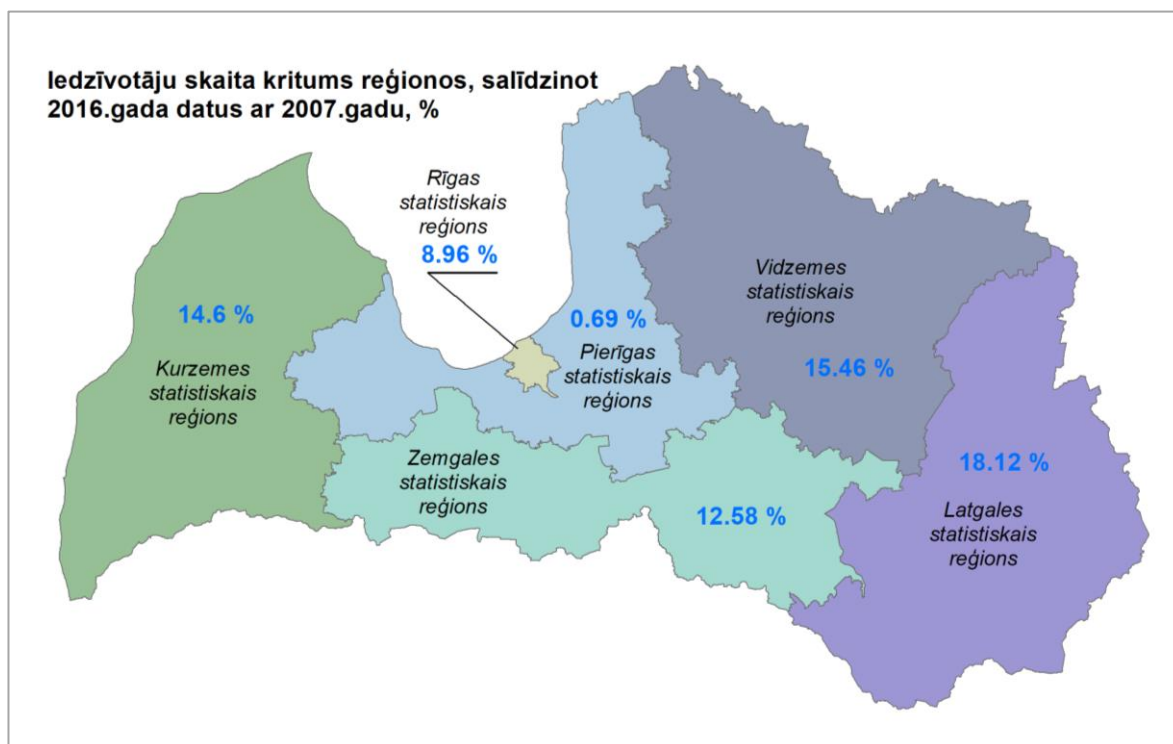 Iedzīvotāju skaita kritums reģionos, salīdzinot
2016.gada datus ar 2007.gadu, %
Rīgas
statistiskais
reģions
8.96 %
14.6 %
Kurzemes
statistiskais
reģions
0.69 %
Pierīgas
statistiskais
reģions
Vidzemes
statistiskais
reģions
15.46 %
Zemgales
statistiskais
reģions
12.58 %
18.12 %
Latgales
statistiskais
reģions